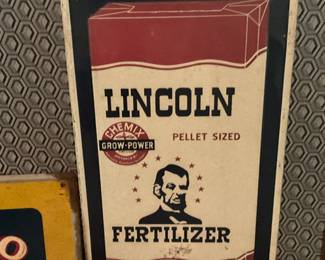 LINCOLN
PELLET SIZED
CHEMIX
GROW-POWER
FERTILIZER
O